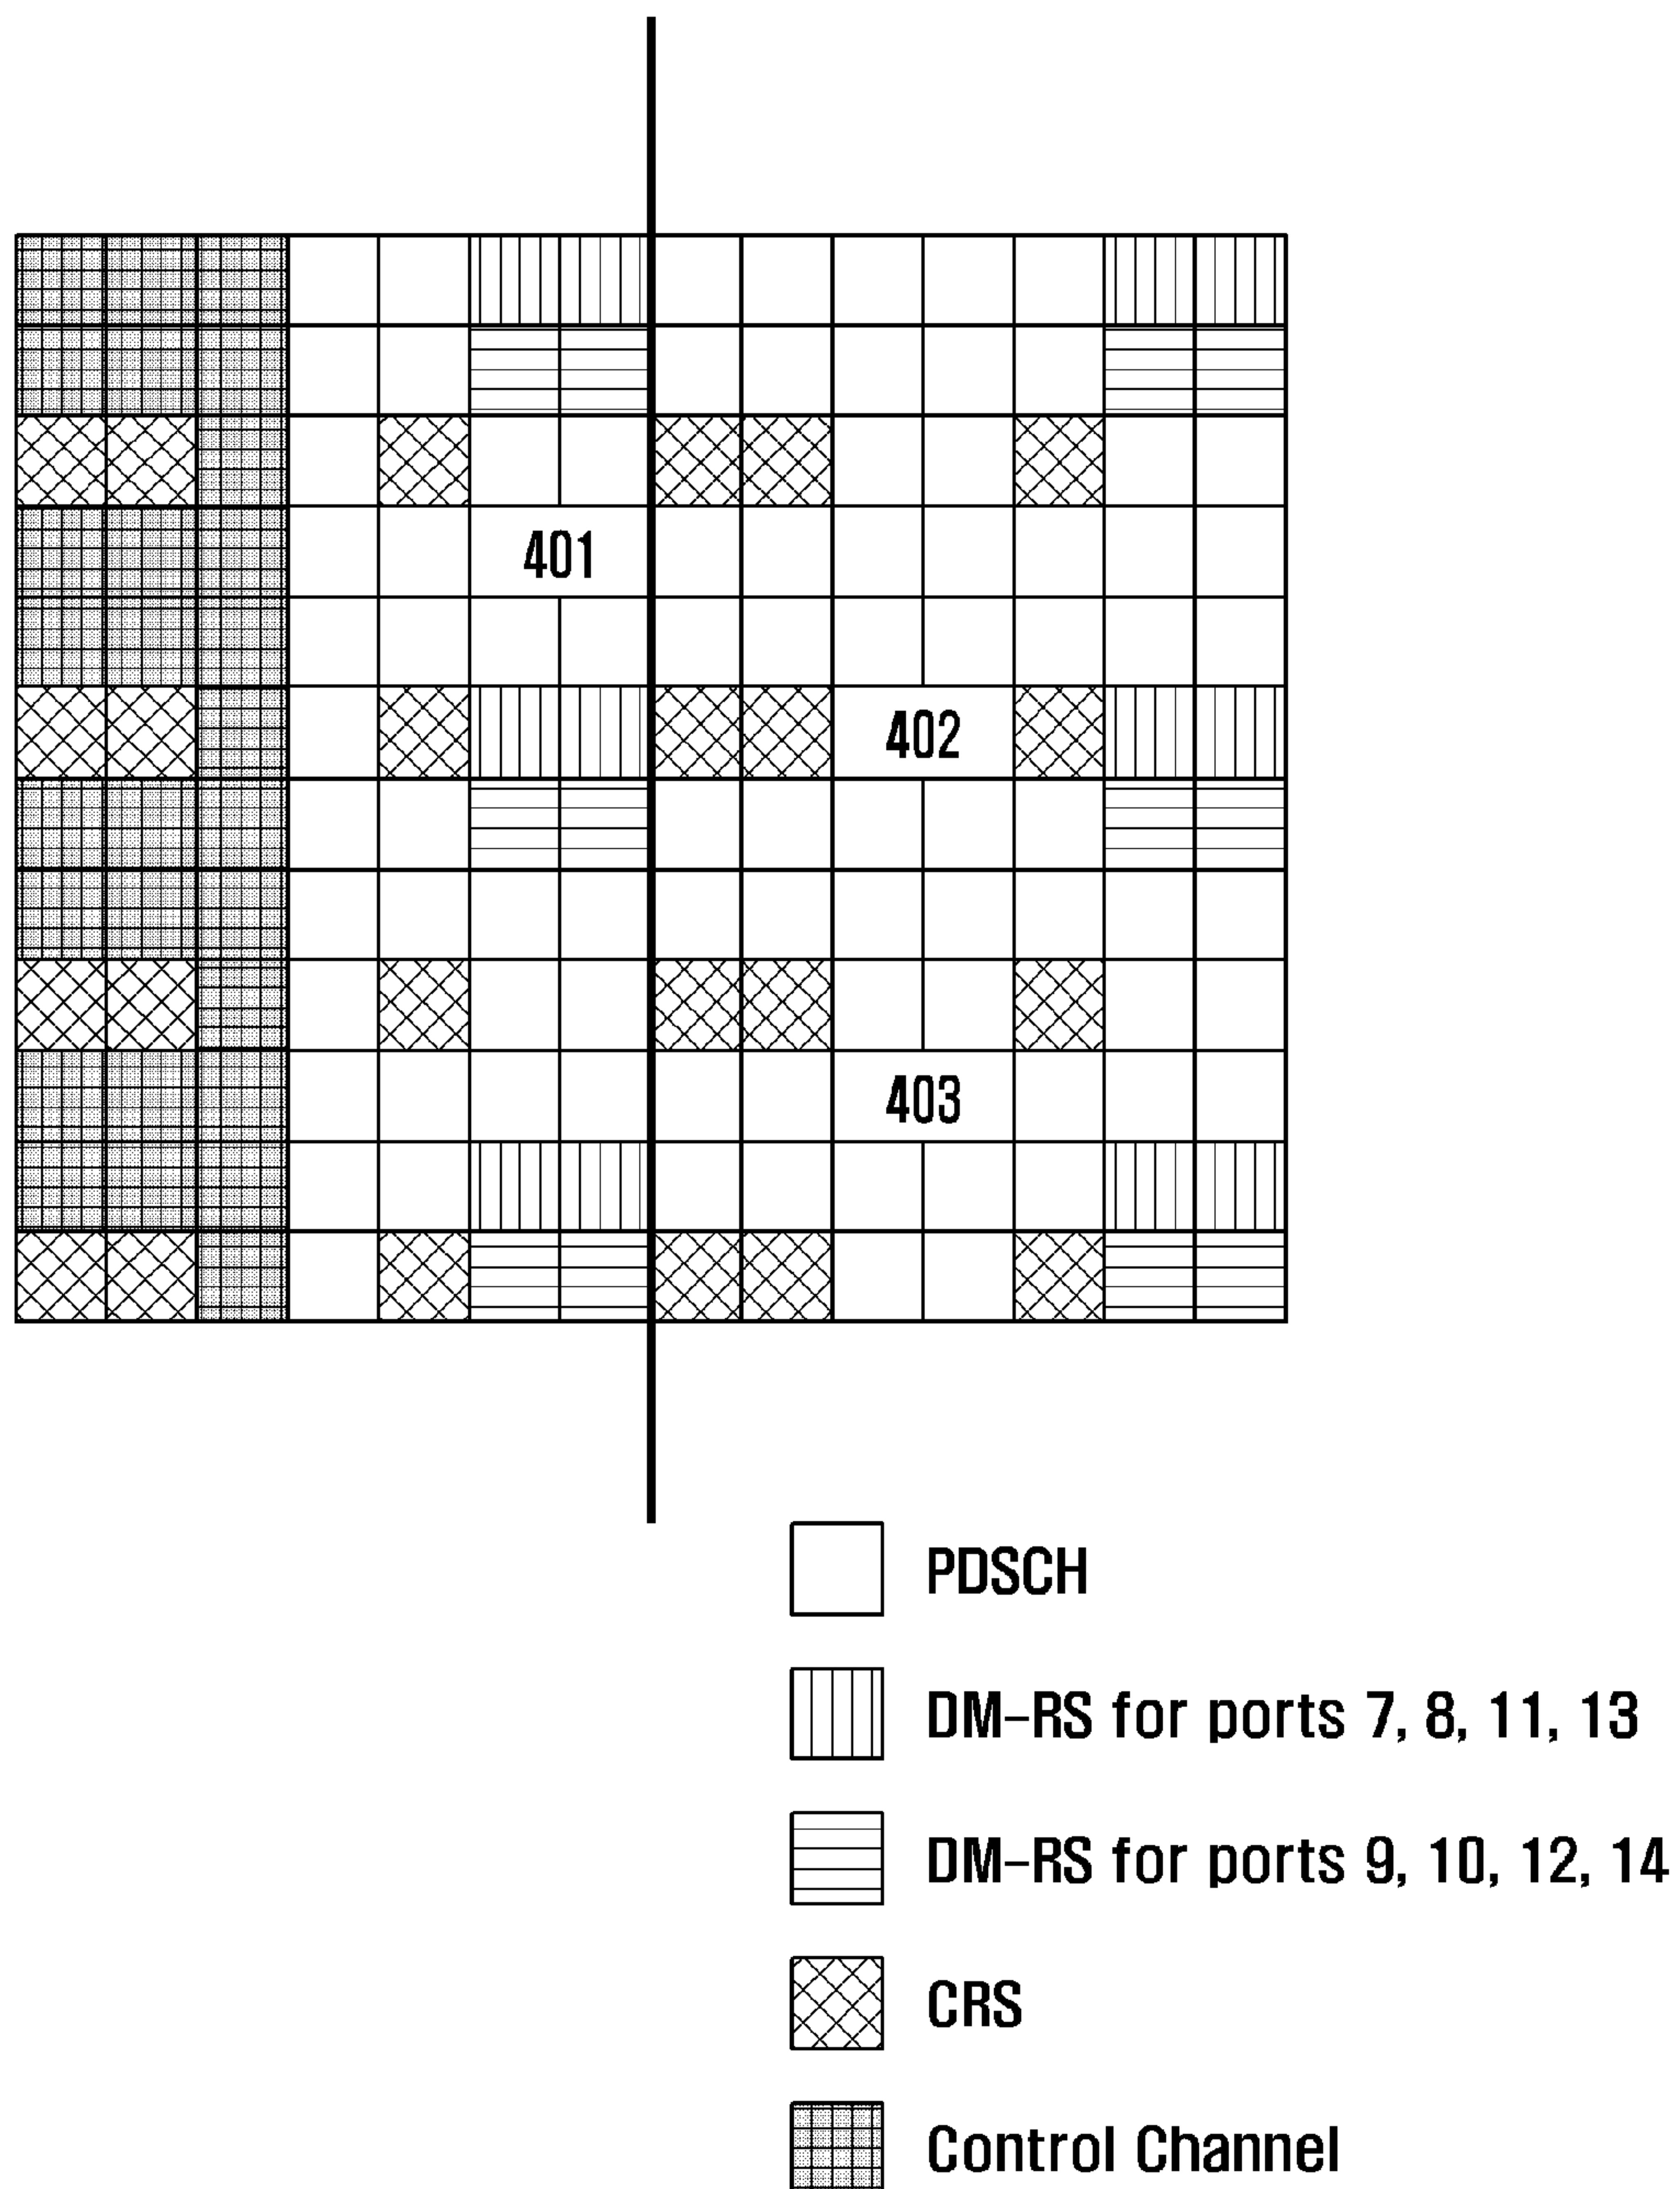 401
402
403
PDSCH
DM-RS for ports 7, 8, 11, 13
DM-RS for ports 9, 10, 12, 14
CRS
Control Channel